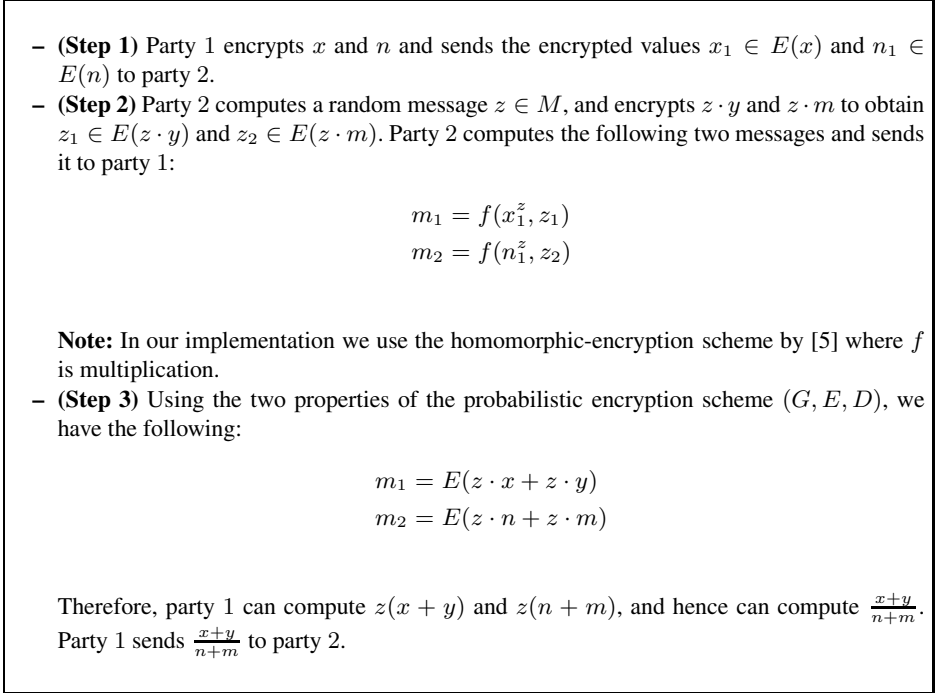 – (Step 1) Party 1 encrypts x and n and sends the encrypted values x₁ ∈ E(x) and n₁ ∈
E(n) to party 2.
– (Step 2) Party 2 computes a random message z ∈ M, and encrypts z · y and z · m to obtain
z₁ ∈ E(z · y) and z₂ ∈ E(z · m). Party 2 computes the following two messages and sends
it to party 1:
m₁ = f(x₁^z, z₁)
m₂ = f(n₁^z, z₂)
Note: In our implementation we use the homomorphic-encryption scheme by [5] where f
is multiplication.
– (Step 3) Using the two properties of the probabilistic encryption scheme (G, E, D), we
have the following:
m₁ = E(z · x + z · y)
m₂ = E(z · n + z · m)
Therefore, party 1 can compute z(x + y) and z(n + m), and hence can compute \frac{x+y}{n+m}.
Party 1 sends \frac{x+y}{n+m} to party 2.